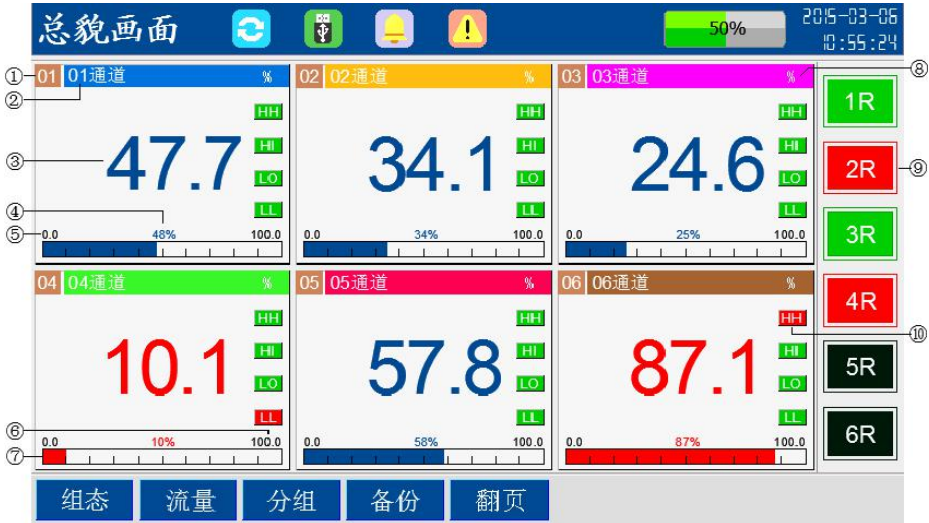 总貌画面
50%
2015-03-06
10:55:24
① 01 01通道 %
②
HH
HI
③ 47.7
LO
LL
④
⑤ 0.0 48% 100.0
02 02通道 %
HH
HI
34.1
LO
LL
0.0 34% 100.0
03 03通道 % ⑧
HH
HI
24.6
LO
LL
0.0 25% 100.0
04 04通道 %
HH
HI
10.1
LO
LL
⑥
0.0 10% 100.0
⑦
05 05通道 %
HH
HI
57.8
LO
LL
0.0 58% 100.0
06 06通道 %
HH ⑩
HI
87.1
LO
LL
0.0 87% 100.0
1R
2R ⑨
3R
4R
5R
6R
组态 流量 分组 备份 翻页